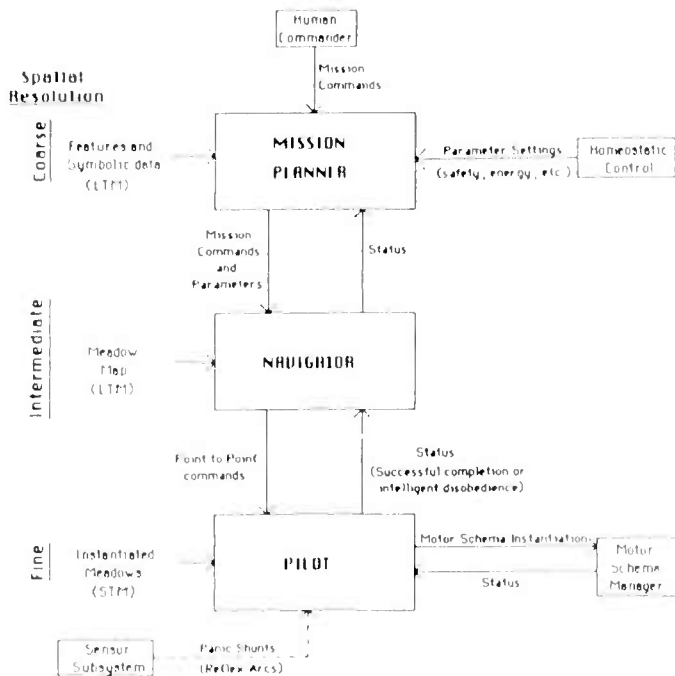 Human
Commander
Spatial
Resolution
Mission
Commands
Coarse
Features and
Symbolic data
(LTM)
MISSION
PLANNER
Parameter Settings
(safety, energy, etc.)
Homeostatic
Control
Mission
Commands
and
Parameters
Status
Intermediate
Meadow
Map
(LTM)
NAVIGATOR
Point to Point
commands
Status
(Successful completion or
intelligent disobedience)
Fine
Instantiated
Meadows
(STM)
PILOT
Motor Schema Instantiation
Status
Motor
Schema
Manager
Sensor
Subsystem
Panic Shunts
(Reflex Arcs)